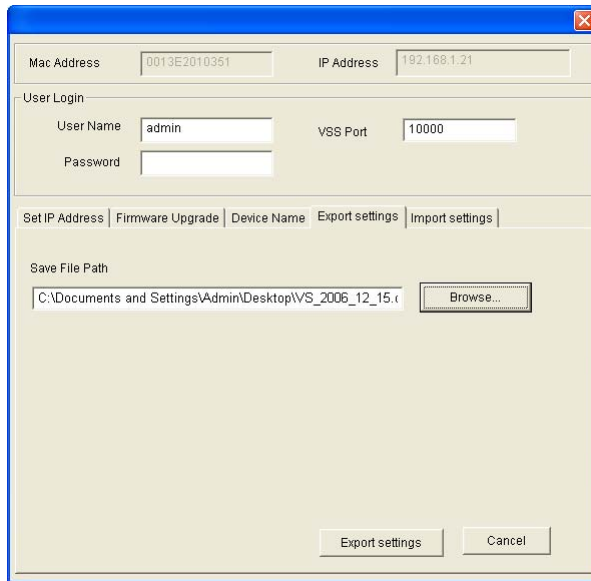 Mac Address 0013E2010351 IP Address 192.168.1.21
User Login
User Name admin VSS Port 10000
Password
Set IP Address Firmware Upgrade Device Name Export settings Import settings
Save File Path
C:\Documents and Settings\Admin\Desktop\VS_2006_12_15.c Browse...
Export settings Cancel